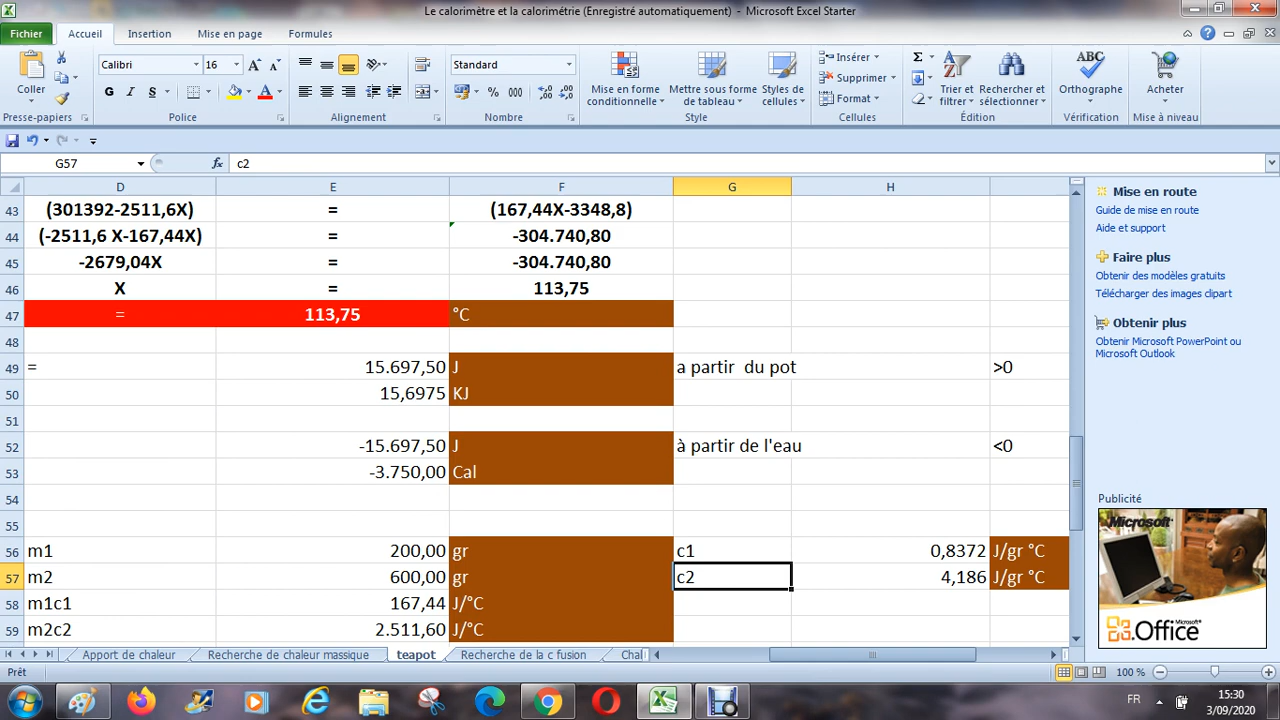 Le calorimètre et la calorimétrie (Enregistré automatiquement) - Microsoft Excel Starter
Fichier Accueil Insertion Mise en page Formules
Coller
Presse-papiers
Calibri 16
G I S
Police
Alignement
Standard
% 000
Nombre
Mise en forme conditionnelle
Mettre sous forme de tableau
Styles de cellules
Style
Insérer
Supprimer
Format
Cellules
Σ
Trier et filtrer
Rechercher et sélectionner
Édition
ABC
Orthographe
Vérification
Acheter
Mise à niveau
G57 fx c2
D E F G H
43 (301392-2511,6X) = (167,44X-3348,8)
44 (-2511,6 X-167,44X) = -304.740,80
45 -2679,04X = -304.740,80
46 X = 113,75
47 = 113,75 °C
48
49 = 15.697,50 J a partir du pot >0
50 15,6975 KJ
51
52 -15.697,50 J à partir de l'eau <0
53 -3.750,00 Cal
54
55
56 m1 200,00 gr c1 0,8372 J/gr °C
57 m2 600,00 gr c2 4,186 J/gr °C
58 m1c1 167,44 J/°C
59 m2c2 2.511,60 J/°C
Mise en route
Guide de mise en route
Aide et support
Faire plus
Obtenir des modèles gratuits
Télécharger des images clipart
Obtenir plus
Obtenir Microsoft PowerPoint ou
Microsoft Outlook
Publicité
Microsoft
Microsoft
Office
Apport de chaleur Recherche de chaleur massique teapot Recherche de la c fusion Chal
Prêt 100 %
FR 15:30
3/09/2020